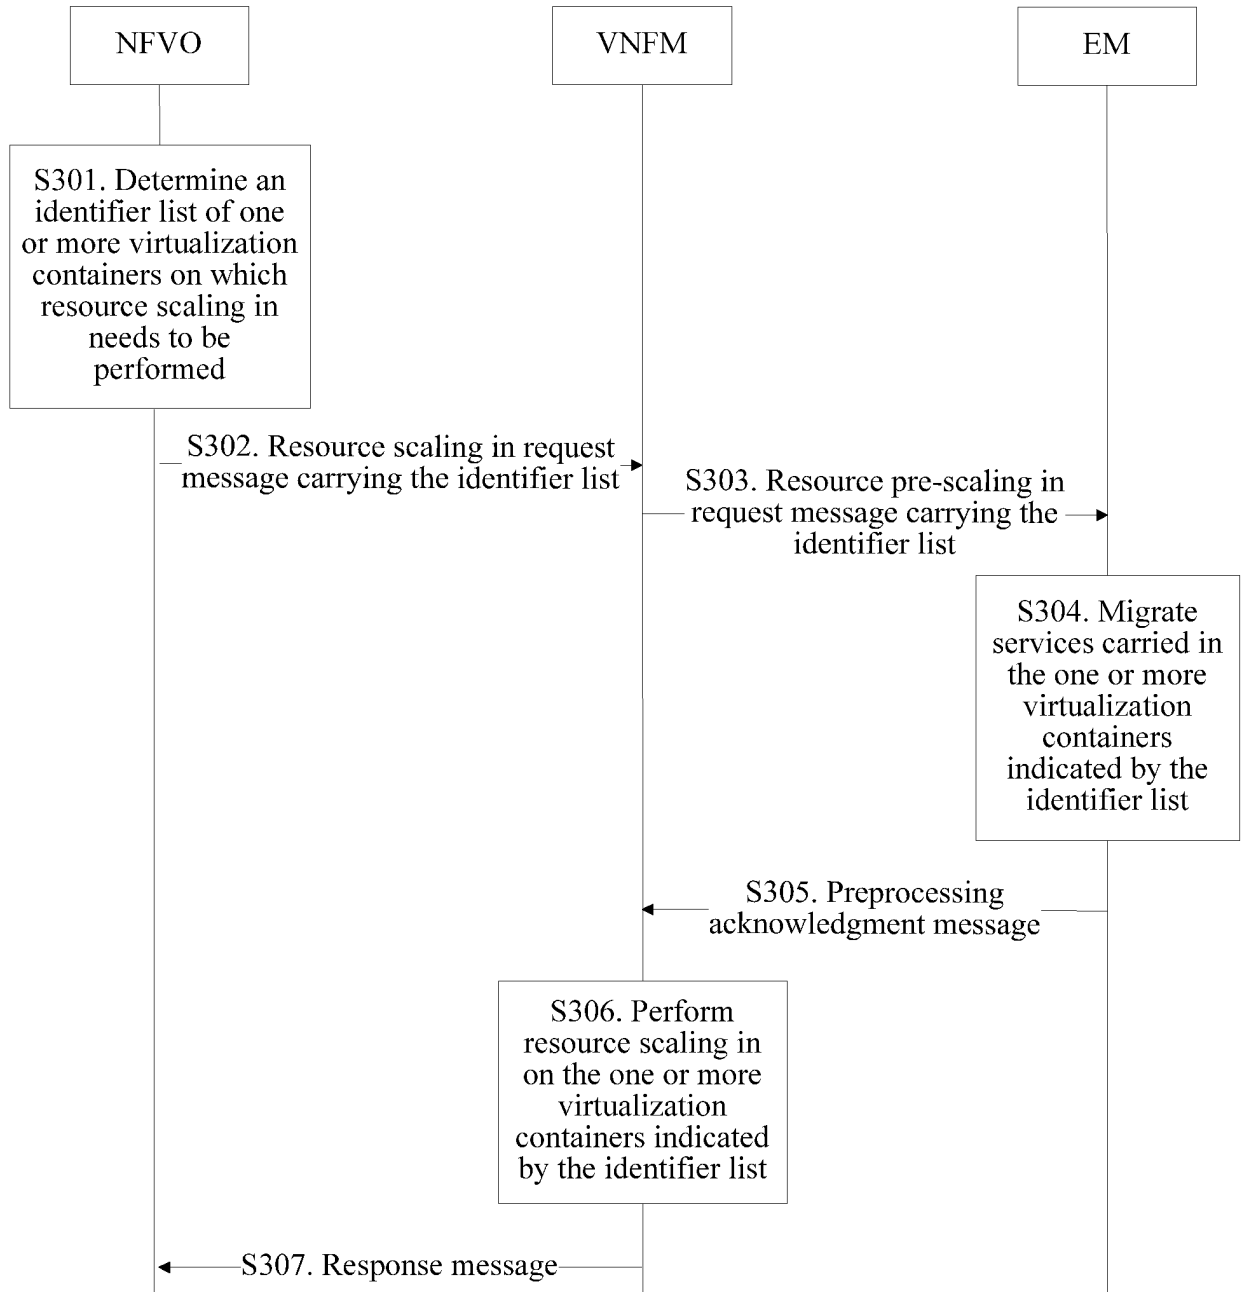 NFVO
VNFM
EM
S301. Determine an
identifier list of one
or more virtualization
containers on which
resource scaling in
needs to be
performed
S302. Resource scaling in request
message carrying the identifier list
S303. Resource pre-scaling in
request message carrying the
identifier list
S304. Migrate
services carried in
the one or more
virtualization
containers
indicated by the
identifier list
S305. Preprocessing
acknowledgment message
S306. Perform
resource scaling in
on the one or more
virtualization
containers indicated
by the identifier list
S307. Response message